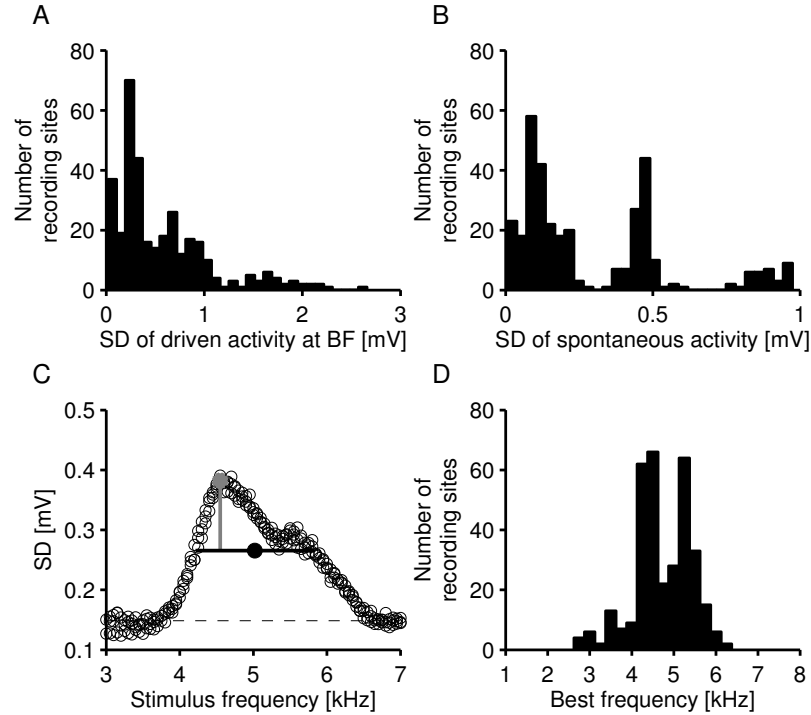 A
80
60
40
20
0
Number of
recording sites
0 1 2 3
SD of driven activity at BF [mV]
B
80
60
40
20
0
Number of
recording sites
0 0.5 1
SD of spontaneous activity [mV]
C
0.5
0.4
0.3
0.2
0.1
SD [mV]
3 4 5 6 7
Stimulus frequency [kHz]
D
80
60
40
20
0
Number of
recording sites
1 2 3 4 5 6 7 8
Best frequency [kHz]